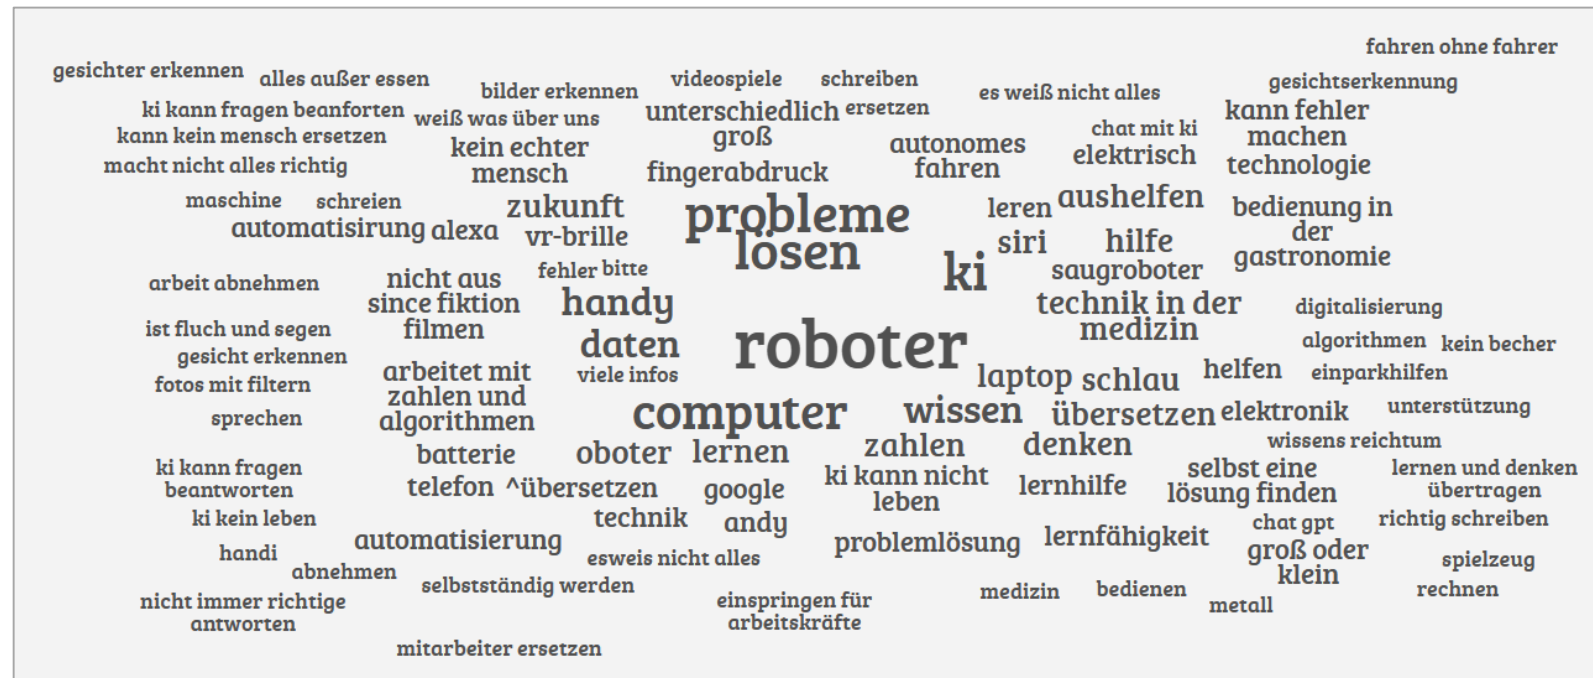 fahren ohne fahrer
gesichter erkennen
alles außer essen
videospiele
schreiben
gesichtserkennung
bilder erkennen
es weiß nicht alles
ki kann fragen beanforten
weiß was über uns
unterschiedlich
groß
ersetzen
kann fehler
machen
kann kein mensch ersetzen
kein echter
mensch
autonomes
fahren
chat mit ki
elektrisch
technologie
macht nicht alles richtig
fingerabdruck
maschine
schreien
zukunft
probleme
lösen
leren
aushelfen
bedienung in
der
gastronomie
automatisirung
alexa
vr-brille
siri
hilfe
arbeit abnehmen
nicht aus
since fiktion
filmen
fehler
bitte
ki
saugroboter
handy
technik in der
medizin
digitalisierung
ist fluch und segen
gesicht erkennen
daten
roboter
algorithmen
kein becher
fotos mit filtern
arbeitet mit
zahlen und
algorithmen
viele infos
laptop
schlau
helfen
einparkhilfen
sprechen
computer
wissen
übersetzen
elektronik
unterstützung
batterie
oboter
lernen
zahlen
denken
wissens reichtum
ki kann fragen
beantworten
telefon
^übersetzen
google
ki kann nicht
leben
lernhilfe
selbst eine
lösung finden
lernen und denken
übertragen
ki kein leben
technik
andy
chat gpt
richtig schreiben
handi
automatisierung
esweis nicht alles
problemlösung
lernfähigkeit
groß oder
klein
spielzeug
abnehmen
selbstständig werden
medizin
bedienen
rechnen
nicht immer richtige
antworten
einspringen für
arbeitskräfte
metall
mitarbeiter ersetzen